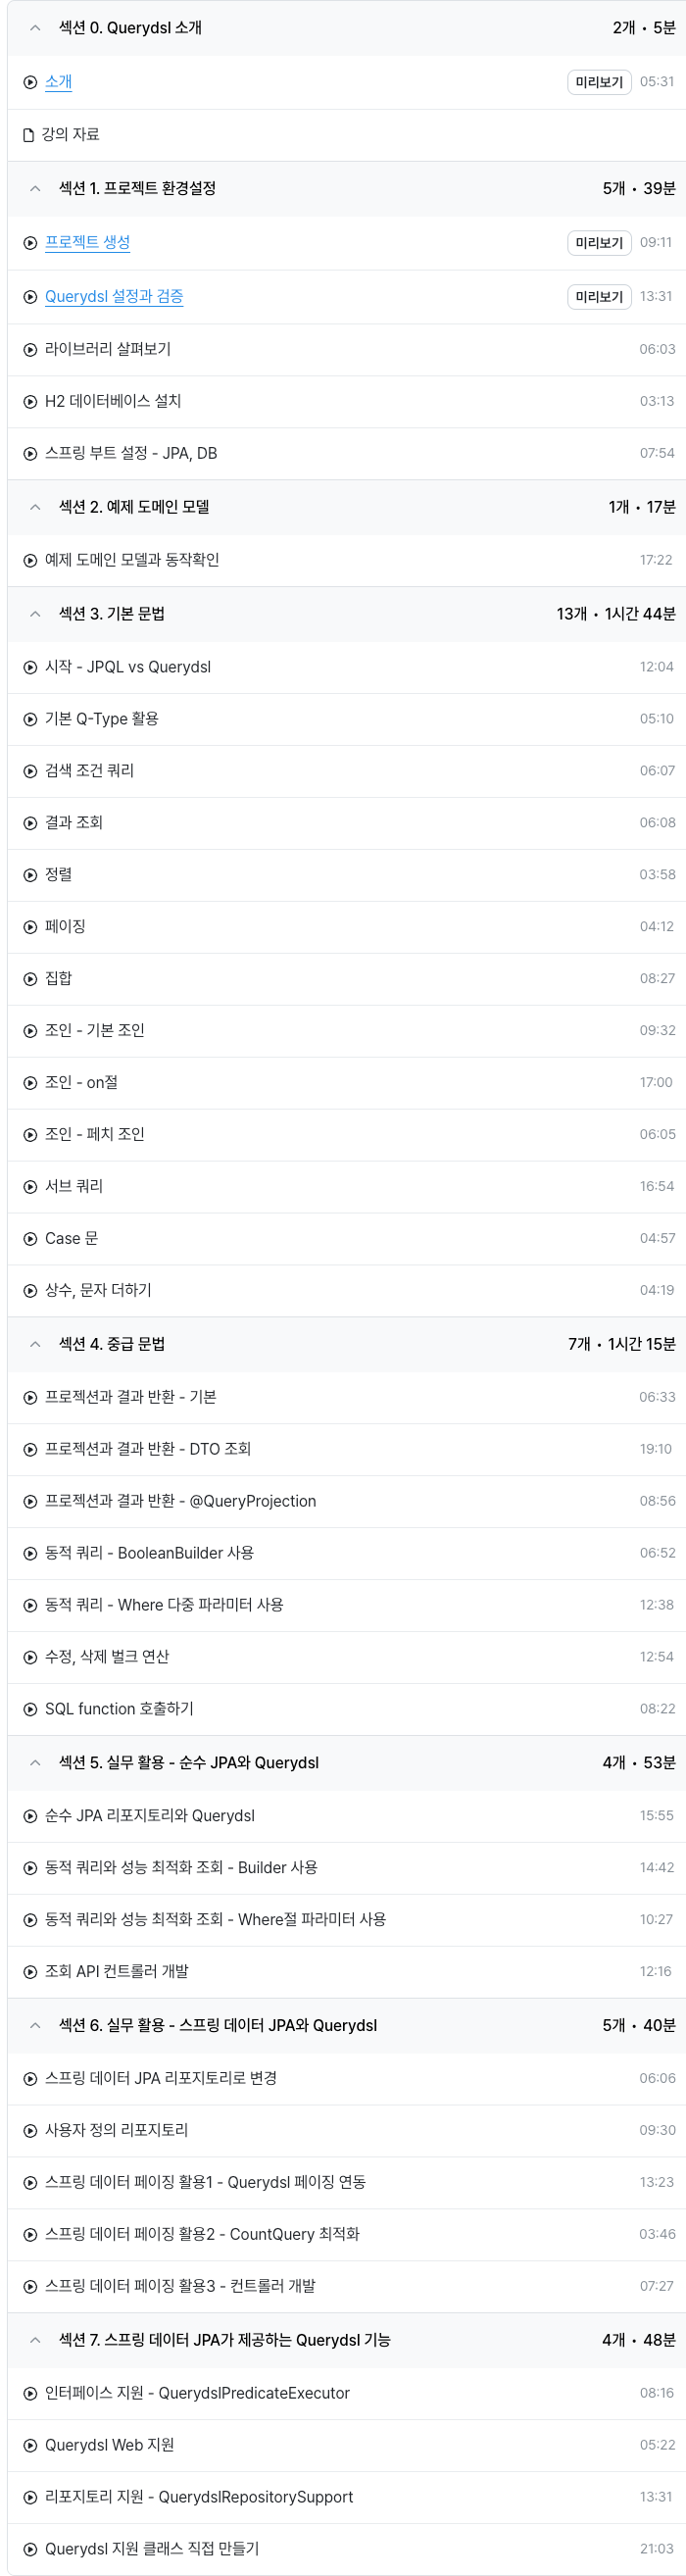 섹션 0. Querydsl 소개 2개 • 5분
소개 미리보기 05:31
강의 자료
섹션 1. 프로젝트 환경설정 5개 • 39분
프로젝트 생성 미리보기 09:11
Querydsl 설정과 검증 미리보기 13:31
라이브러리 살펴보기 06:03
H2 데이터베이스 설치 03:13
스프링 부트 설정 - JPA, DB 07:54
섹션 2. 예제 도메인 모델 1개 • 17분
예제 도메인 모델과 동작확인 17:22
섹션 3. 기본 문법 13개 • 1시간 44분
시작 - JPQL vs Querydsl 12:04
기본 Q-Type 활용 05:10
검색 조건 쿼리 06:07
결과 조회 06:08
정렬 03:58
페이징 04:12
집합 08:27
조인 - 기본 조인 09:32
조인 - on절 17:00
조인 - 페치 조인 06:05
서브 쿼리 16:54
Case 문 04:57
상수, 문자 더하기 04:19
섹션 4. 중급 문법 7개 • 1시간 15분
프로젝션과 결과 반환 - 기본 06:33
프로젝션과 결과 반환 - DTO 조회 19:10
프로젝션과 결과 반환 - @QueryProjection 08:56
동적 쿼리 - BooleanBuilder 사용 06:52
동적 쿼리 - Where 다중 파라미터 사용 12:38
수정, 삭제 벌크 연산 12:54
SQL function 호출하기 08:22
섹션 5. 실무 활용 - 순수 JPA와 Querydsl 4개 • 53분
순수 JPA 리포지토리와 Querydsl 15:55
동적 쿼리와 성능 최적화 조회 - Builder 사용 14:42
동적 쿼리와 성능 최적화 조회 - Where절 파라미터 사용 10:27
조회 API 컨트롤러 개발 12:16
섹션 6. 실무 활용 - 스프링 데이터 JPA와 Querydsl 5개 • 40분
스프링 데이터 JPA 리포지토리로 변경 06:06
사용자 정의 리포지토리 09:30
스프링 데이터 페이징 활용1 - Querydsl 페이징 연동 13:23
스프링 데이터 페이징 활용2 - CountQuery 최적화 03:46
스프링 데이터 페이징 활용3 - 컨트롤러 개발 07:27
섹션 7. 스프링 데이터 JPA가 제공하는 Querydsl 기능 4개 • 48분
인터페이스 지원 - QuerydslPredicateExecutor 08:16
Querydsl Web 지원 05:22
리포지토리 지원 - QuerydslRepositorySupport 13:31
Querydsl 지원 클래스 직접 만들기 21:03